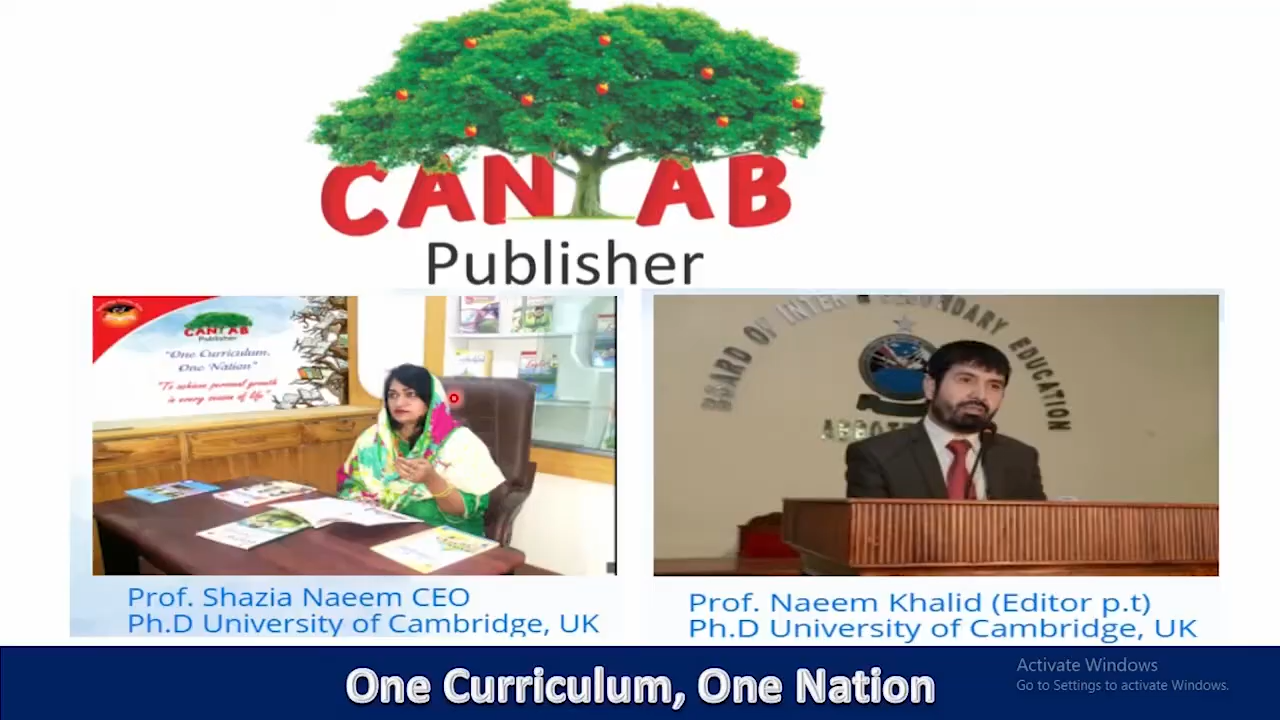 CANTAB
Publisher
CANTAB
Publisher
"One Curriculum,
One Nation"
"To achieve personal growth
in every sense of life"
BOARD OF INTER & SECONDARY EDUCATION
Prof. Shazia Naeem CEO
Ph.D University of Cambridge, UK
Prof. Naeem Khalid (Editor p.t)
Ph.D University of Cambridge, UK
One Curriculum, One Nation
Activate Windows
Go to Settings to activate Windows.